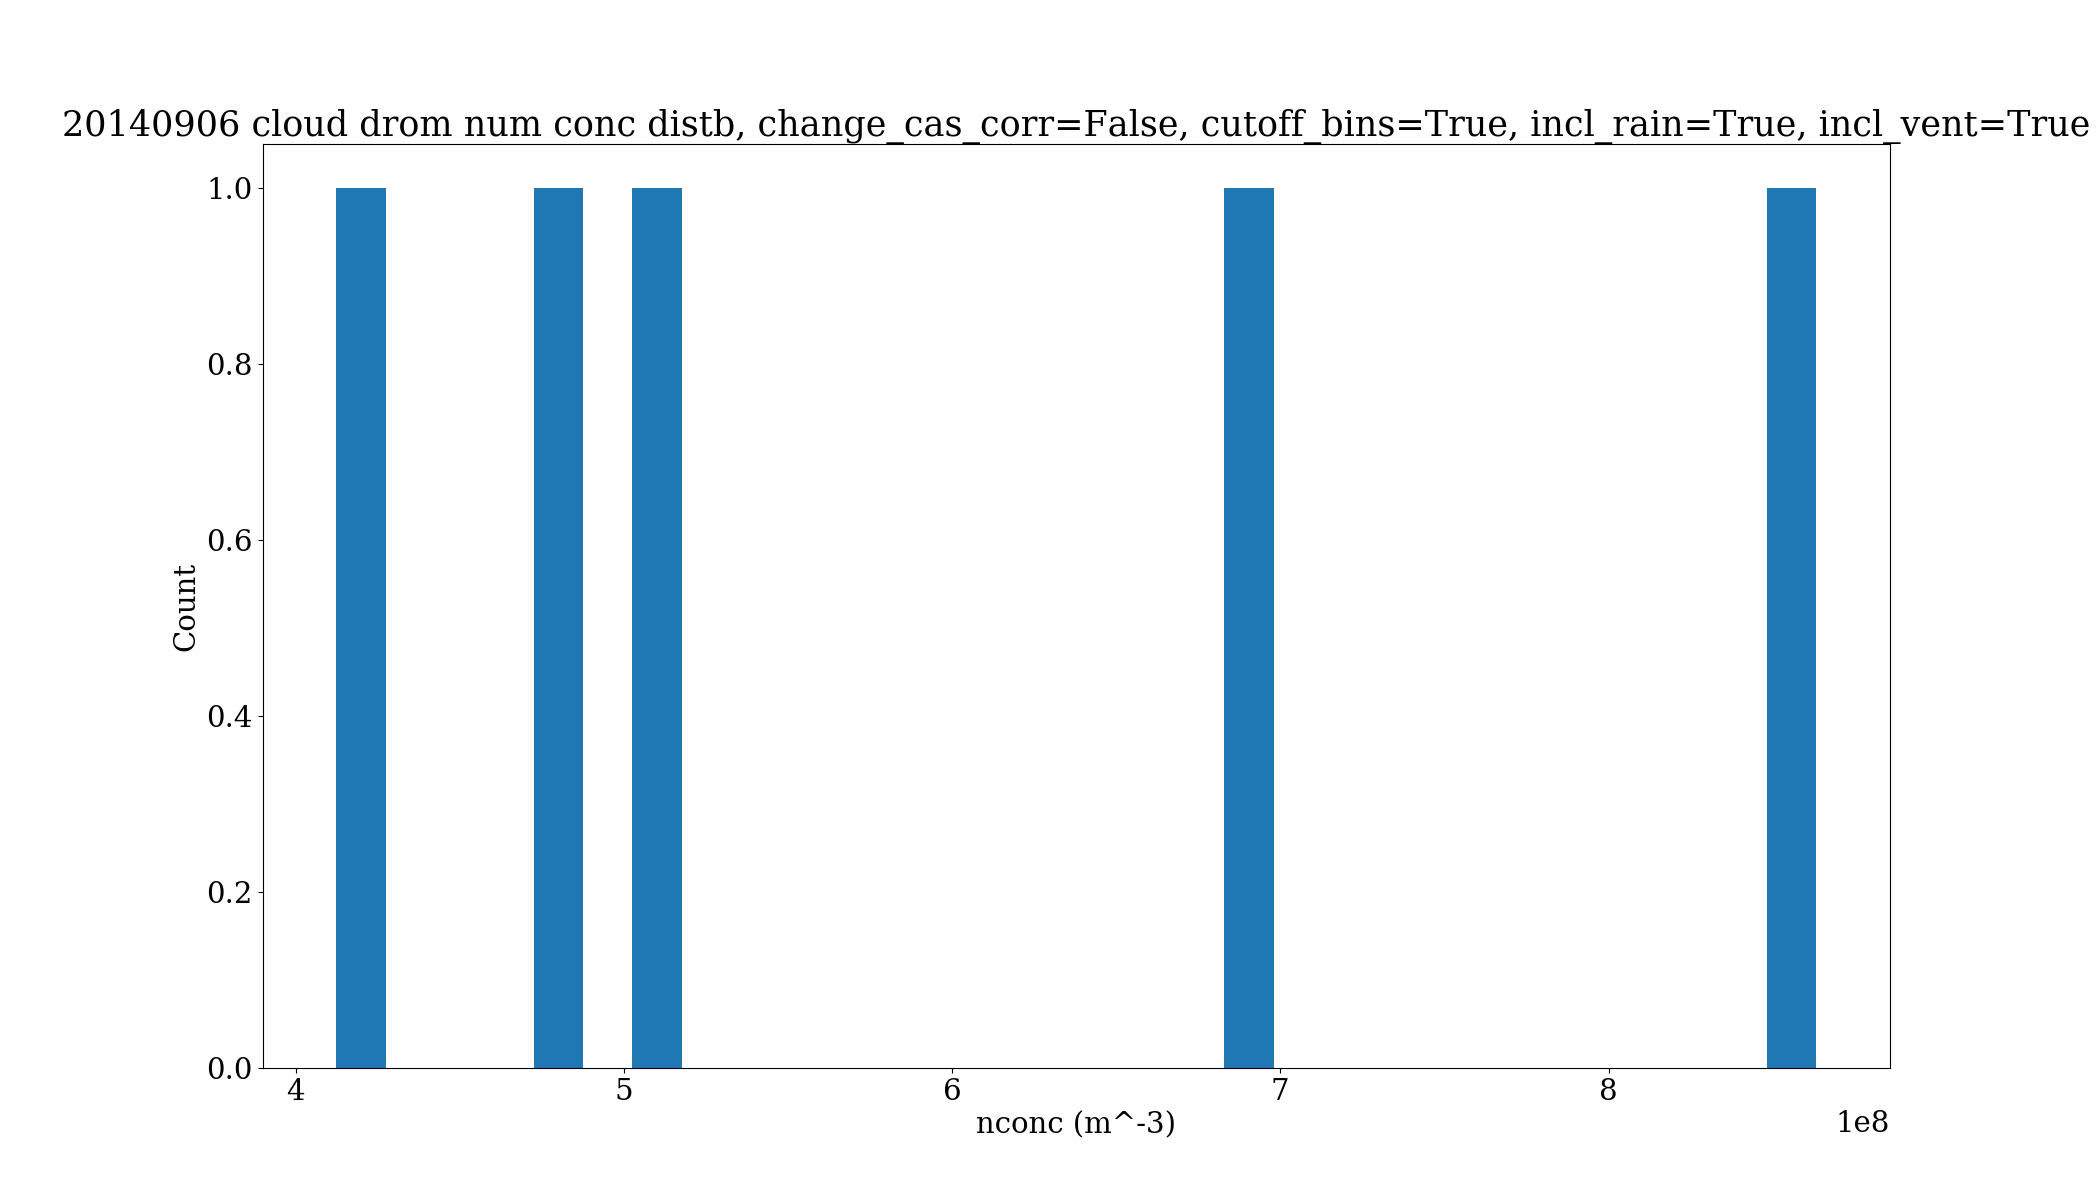 20140906 cloud drom num conc distb, change_cas_corr=False, cutoff_bins=True, incl_rain=True, incl_vent=True
1.0
0.8
0.6
0.4
0.2
0.0
Count
4 5 6 7 8
nconc (m^-3)
1e8